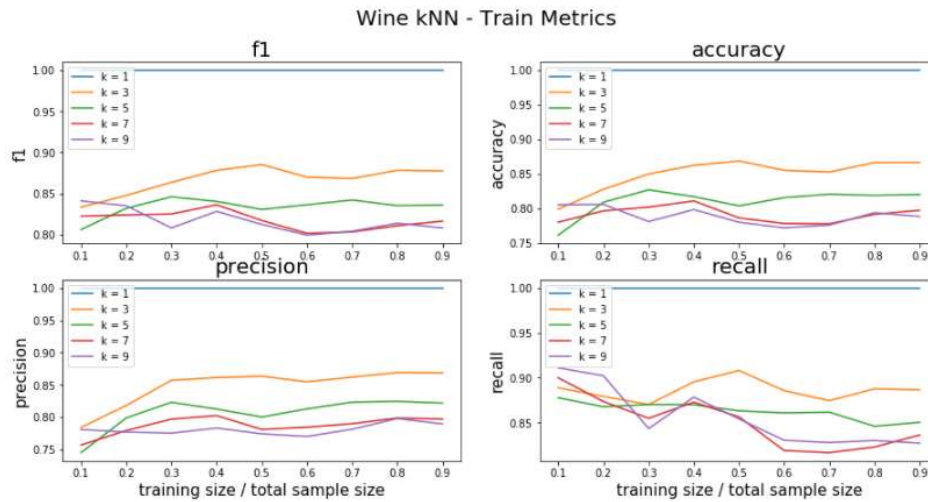 Wine kNN - Train Metrics
f1
1.00
0.95
0.90
0.85
0.80
f1
k = 1
k = 3
k = 5
k = 7
k = 9
0.1 0.2 0.3 0.4 0.5 0.6 0.7 0.8 0.9
accuracy
1.00
0.95
0.90
0.85
0.80
0.75
accuracy
k = 1
k = 3
k = 5
k = 7
k = 9
0.1 0.2 0.3 0.4 0.5 0.6 0.7 0.8 0.9
precision
1.00
0.95
0.90
0.85
0.80
0.75
precision
k = 1
k = 3
k = 5
k = 7
k = 9
0.1 0.2 0.3 0.4 0.5 0.6 0.7 0.8 0.9
training size / total sample size
recall
1.00
0.95
0.90
0.85
recall
k = 1
k = 3
k = 5
k = 7
k = 9
0.1 0.2 0.3 0.4 0.5 0.6 0.7 0.8 0.9
training size / total sample size